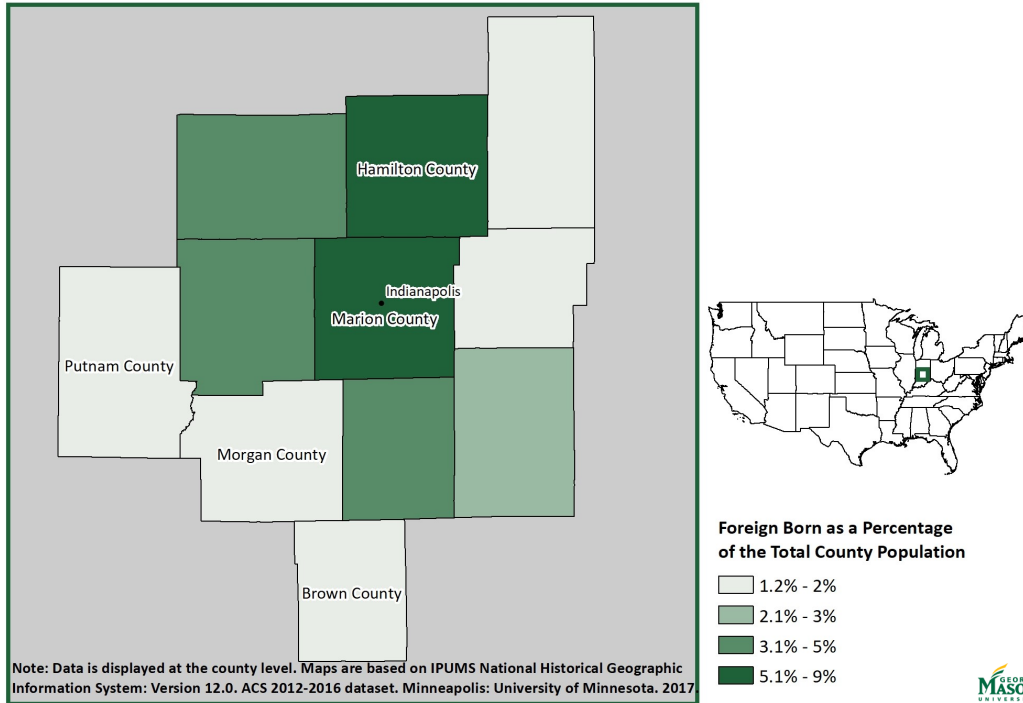 Hamilton County
Indianapolis
Marion County
Putnam County
Morgan County
Brown County
Note: Data is displayed at the county level. Maps are based on IPUMS National Historical Geographic
Information System: Version 12.0. ACS 2012-2016 dataset. Minneapolis: University of Minnesota. 2017.
Foreign Born as a Percentage
of the Total County Population
1.2% - 2%
2.1% - 3%
3.1% - 5%
5.1% - 9%